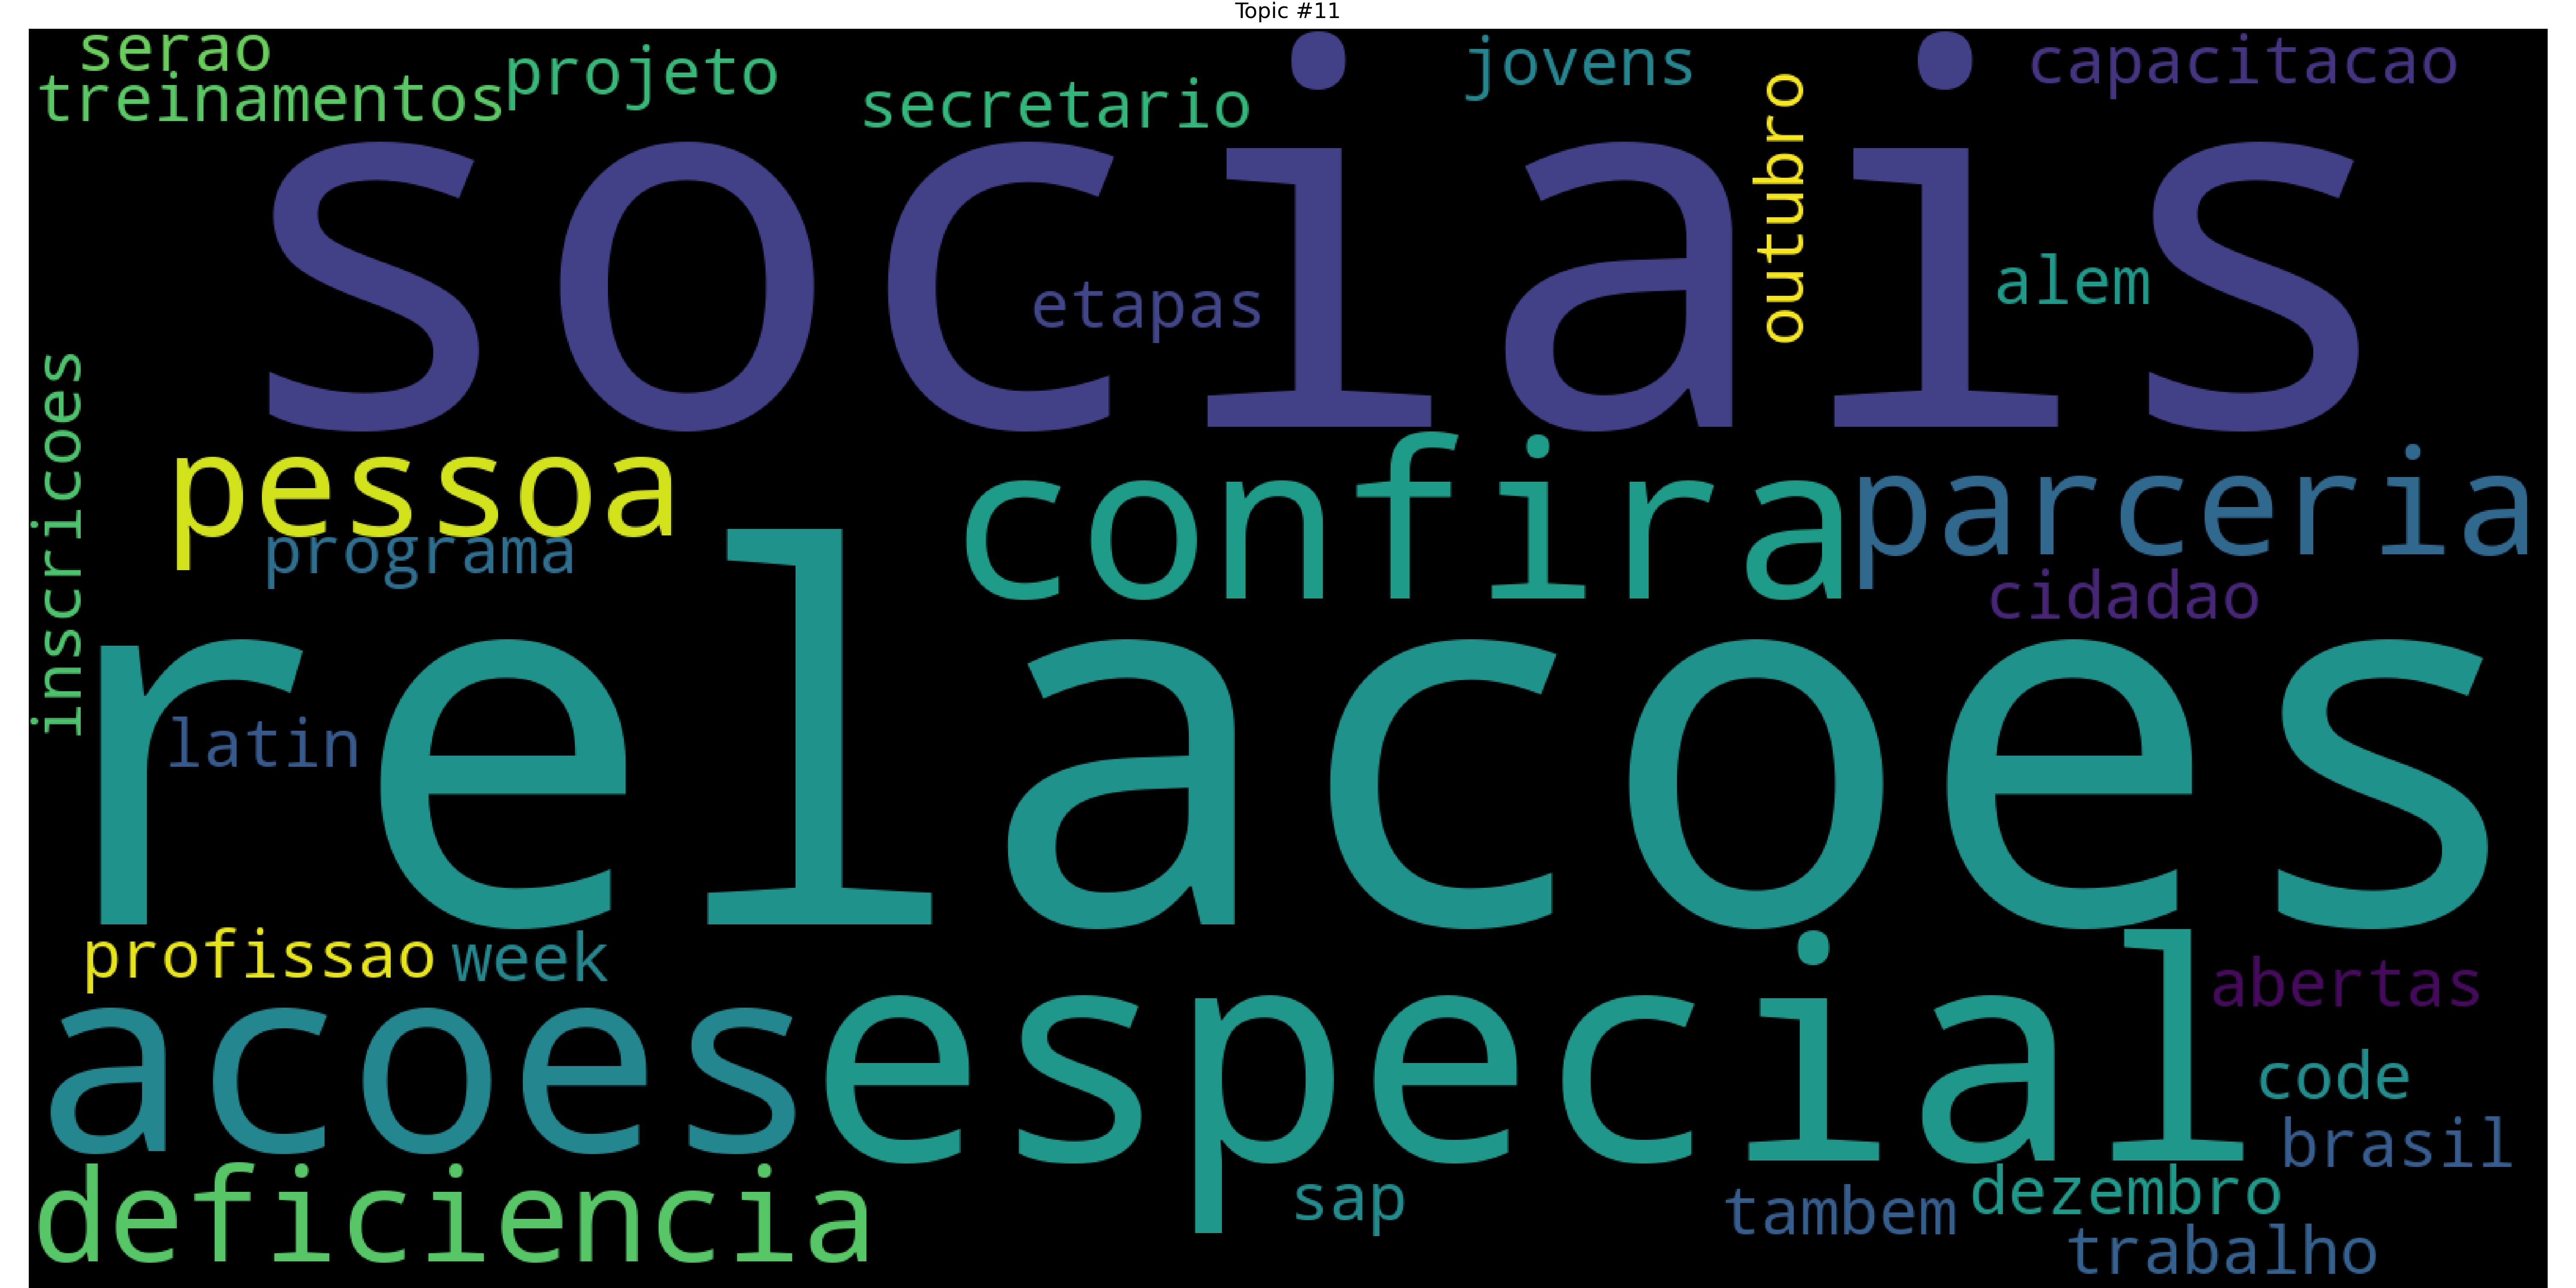 Topic #11
serao
treinamentos
projeto
secretario
jovens
capacitacao
outubro
sociais
etapas
alem
inscricoes
pessoa
programa
confira
parceria
cidadao
relacoes
latin
profissao
week
abertas
acoes
especial
code
brasil
deficiencia
sap
tambem
dezembro
trabalho